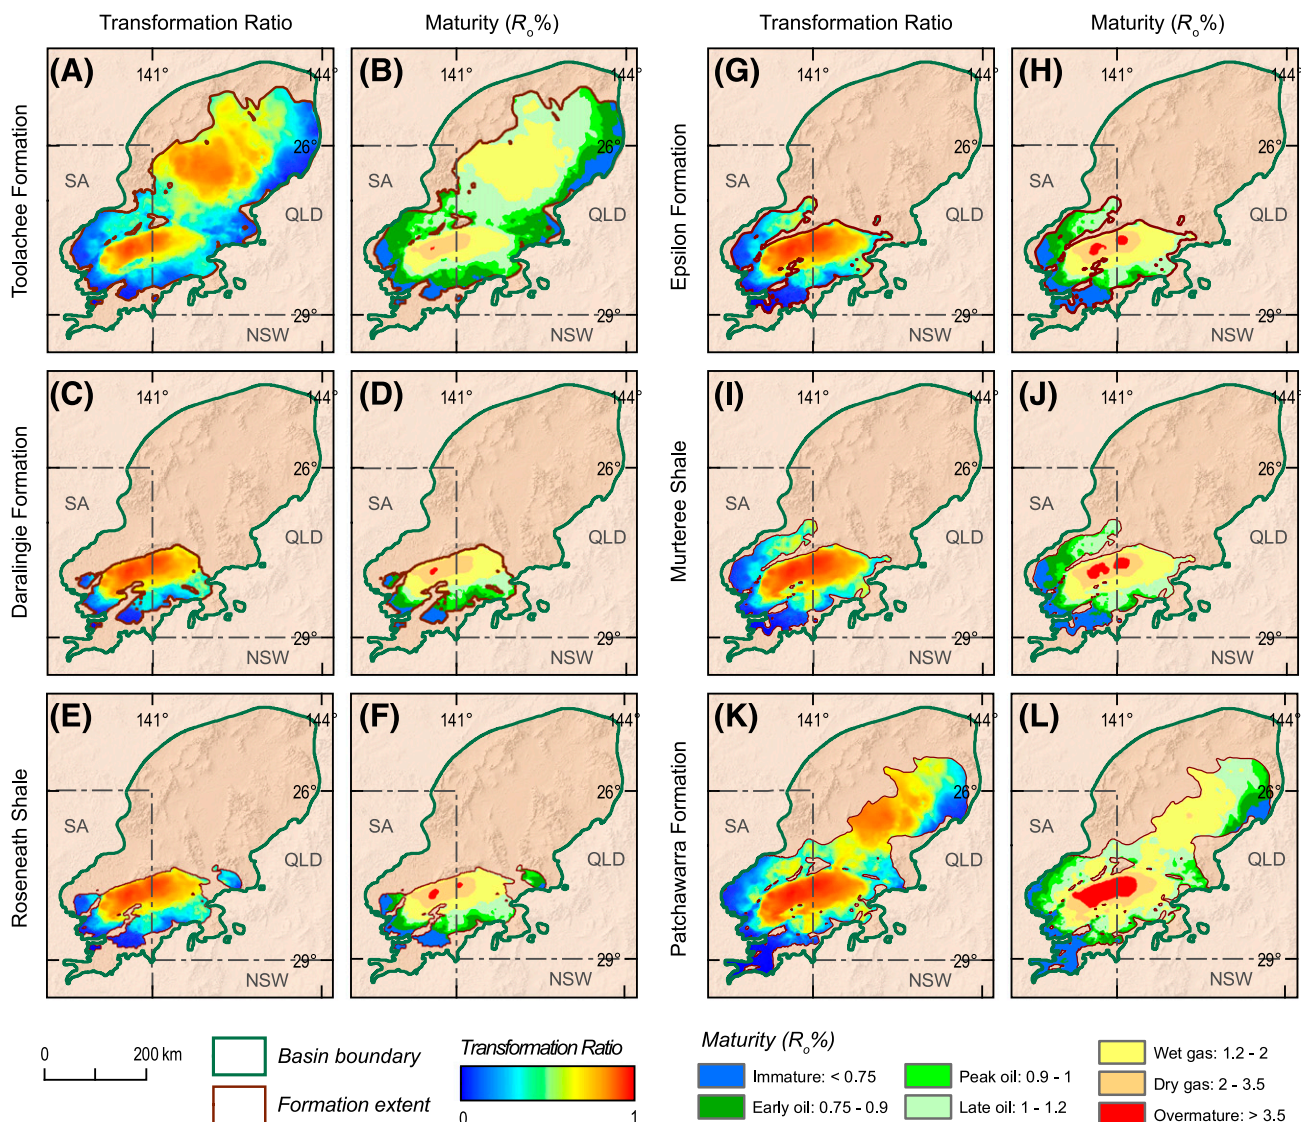 Transformation Ratio
Maturity (Ro%)
Transformation Ratio
Maturity (Ro%)
Toolachee Formation
(A)
141°
144°
26°
SA
QLD
29°
NSW
(B)
141°
144°
26°
SA
QLD
29°
NSW
Epsilon Formation
(G)
141°
144°
26°
SA
QLD
29°
NSW
(H)
141°
144°
26°
SA
QLD
29°
NSW
Daralingie Formation
(C)
141°
144°
26°
SA
QLD
29°
NSW
(D)
141°
144°
26°
SA
QLD
29°
NSW
Murteree Shale
(I)
141°
144°
26°
SA
QLD
29°
NSW
(J)
141°
144°
26°
SA
QLD
29°
NSW
Roseneath Shale
(E)
141°
144°
26°
SA
QLD
29°
NSW
(F)
141°
144°
26°
SA
QLD
29°
NSW
Patchawarra Formation
(K)
141°
144°
26°
SA
QLD
29°
NSW
(L)
141°
144°
26°
SA
QLD
29°
NSW
0 200 km
Basin boundary
Formation extent
Transformation Ratio
0 1
Maturity (Ro%)
Immature: < 0.75
Early oil: 0.75 - 0.9
Peak oil: 0.9 - 1
Late oil: 1 - 1.2
Wet gas: 1.2 - 2
Dry gas: 2 - 3.5
Overmature: > 3.5